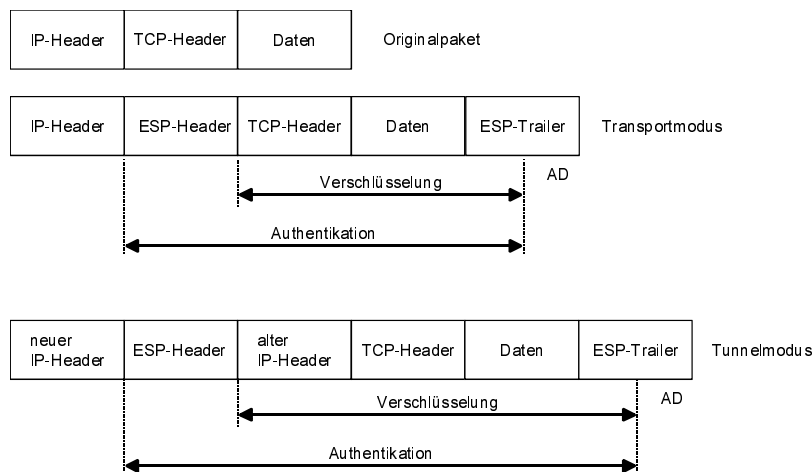 IP-Header TCP-Header Daten Originalpaket
IP-Header ESP-Header TCP-Header Daten ESP-Trailer Transportmodus
AD
Verschlüsselung
Authentikation
neuer IP-Header ESP-Header alter IP-Header TCP-Header Daten ESP-Trailer Tunnelmodus
AD
Verschlüsselung
Authentikation